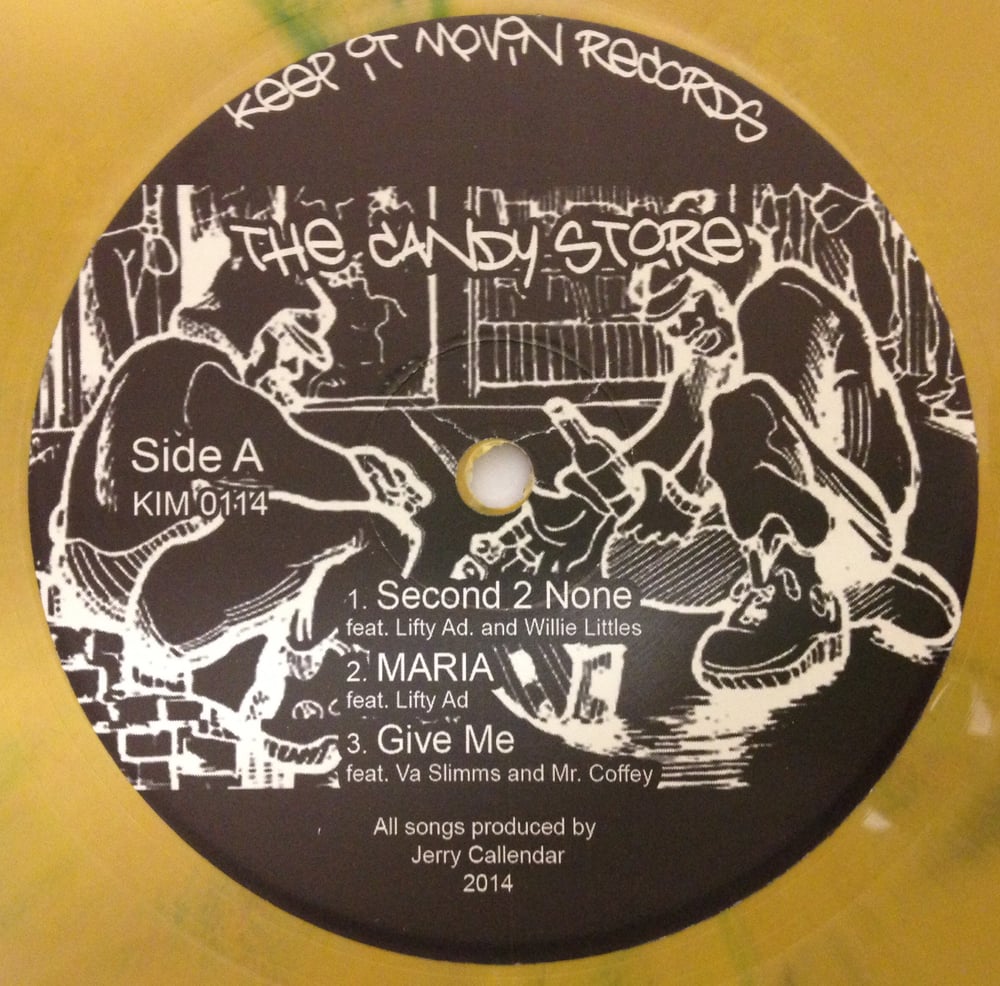 KEEP IT MOVIN RECORDS
THE CANDY STORE
Side A
KIM 0114
1. Second 2 None
feat. Lifty Ad. and Willie Littles
2. MARIA
feat. Lifty Ad
3. Give Me
feat. Va Slimms and Mr. Coffey
All songs produced by
Jerry Callendar
2014